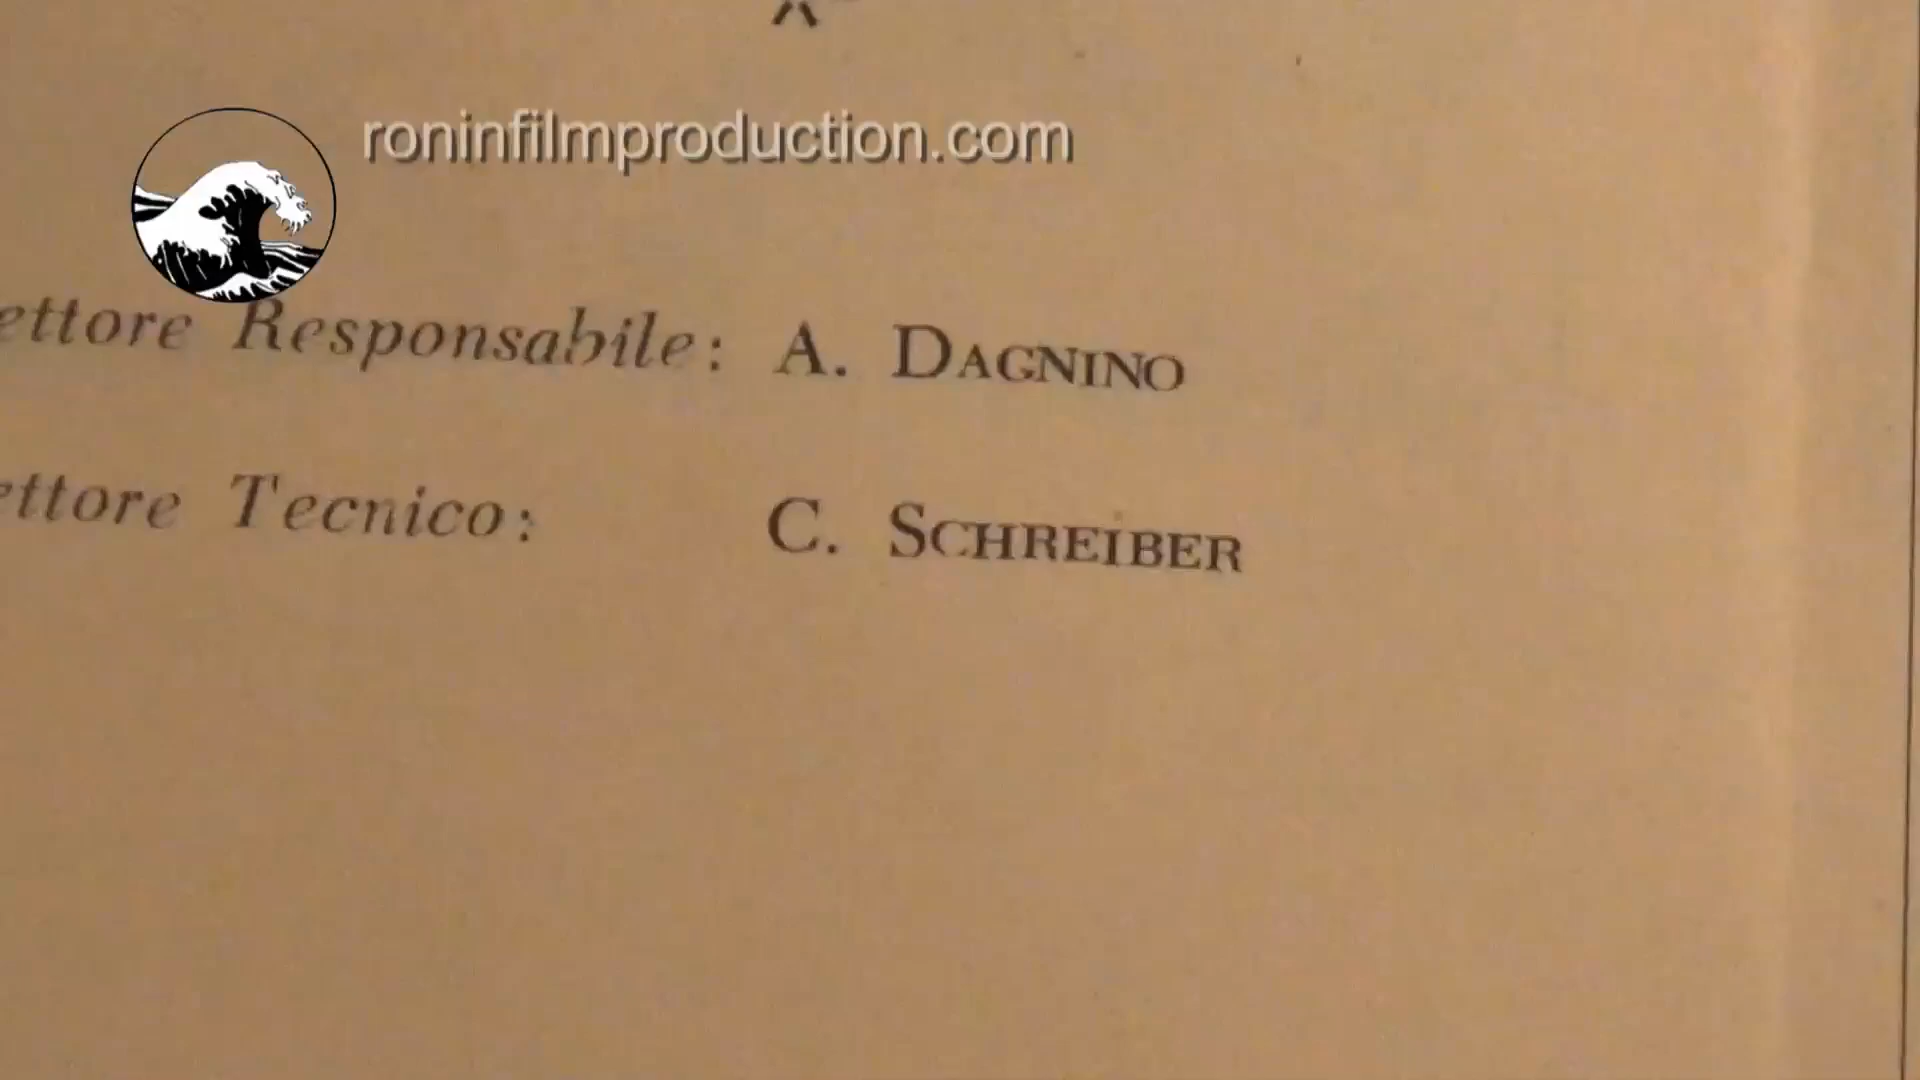 roninfilmproduction.com
ettore Responsabile: A. DAGNINO
ettore Tecnico: C. SCHREIBER